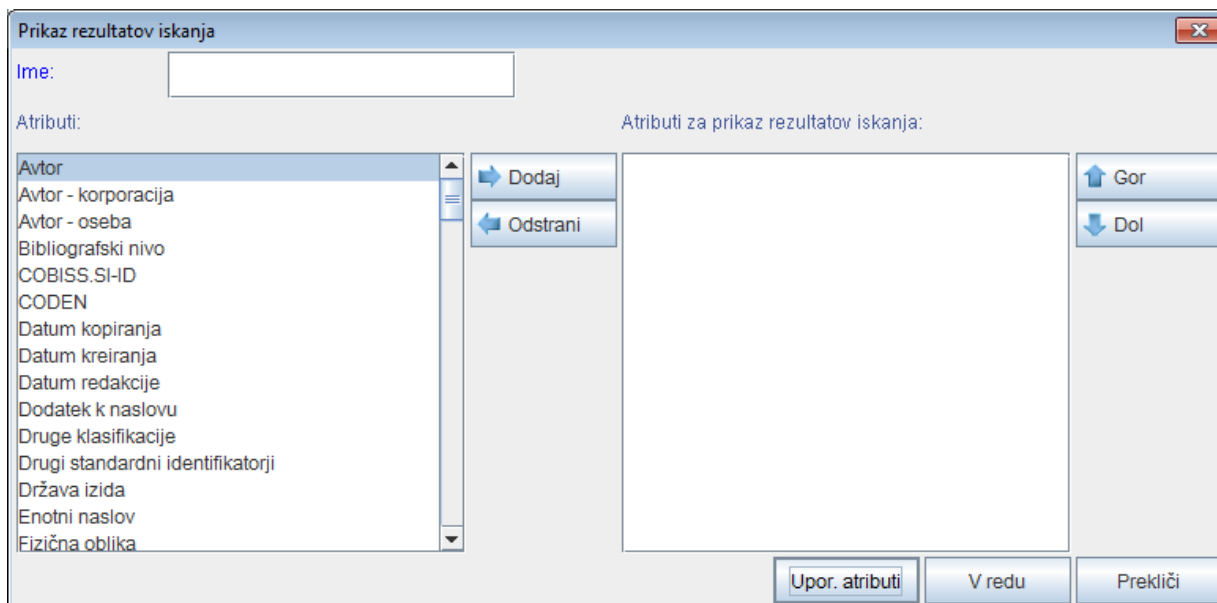 Prikaz rezultatov iskanja
Ime:
Atributi:
Atributi za prikaz rezultatov iskanja:
Avtor
Avtor - korporacija
Avtor - oseba
Bibliografski nivo
COBISS.SI-ID
CODEN
Datum kopiranja
Datum kreiranja
Datum redakcije
Dodatek k naslovu
Druge klasifikacije
Drugi standardni identifikatorji
Država izida
Enotni naslov
Fizična oblika
Dodaj
Odstrani
Gor
Dol
Upor. atributi
V redu
Prekliči